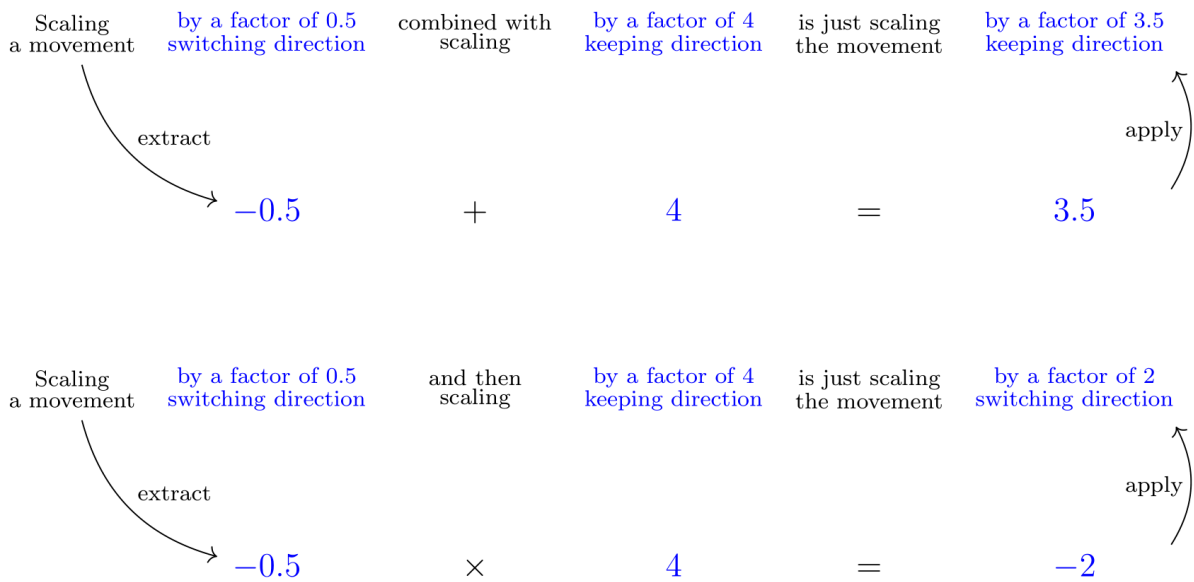 Scaling by a factor of 0.5 combined with by a factor of 4 is just scaling by a factor of 3.5
a movement switching direction scaling keeping direction the movement keeping direction
extract apply
−0.5 + 4 = 3.5
Scaling by a factor of 0.5 and then by a factor of 4 is just scaling by a factor of 2
a movement switching direction scaling keeping direction the movement switching direction
extract apply
−0.5 × 4 = −2